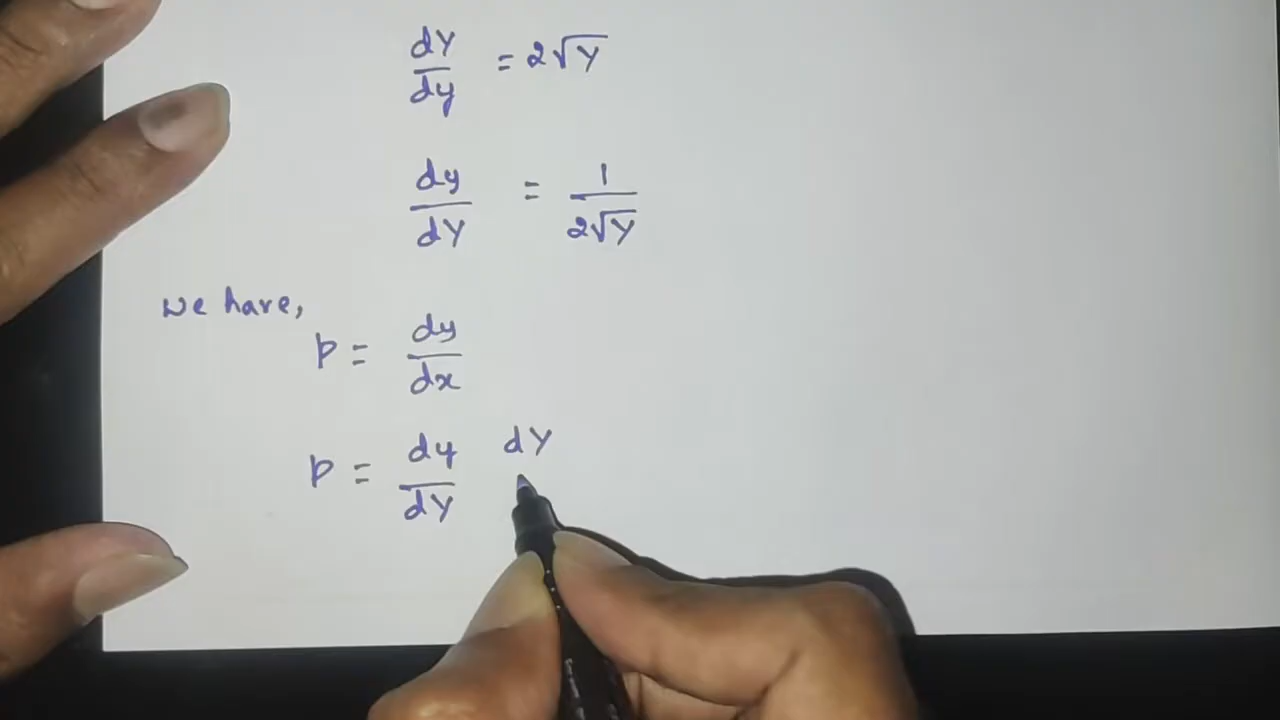 dY/dy = 2√Y
dy/dY = 1/2√Y
We have,
p = dy/dx
p = dy/dY dY